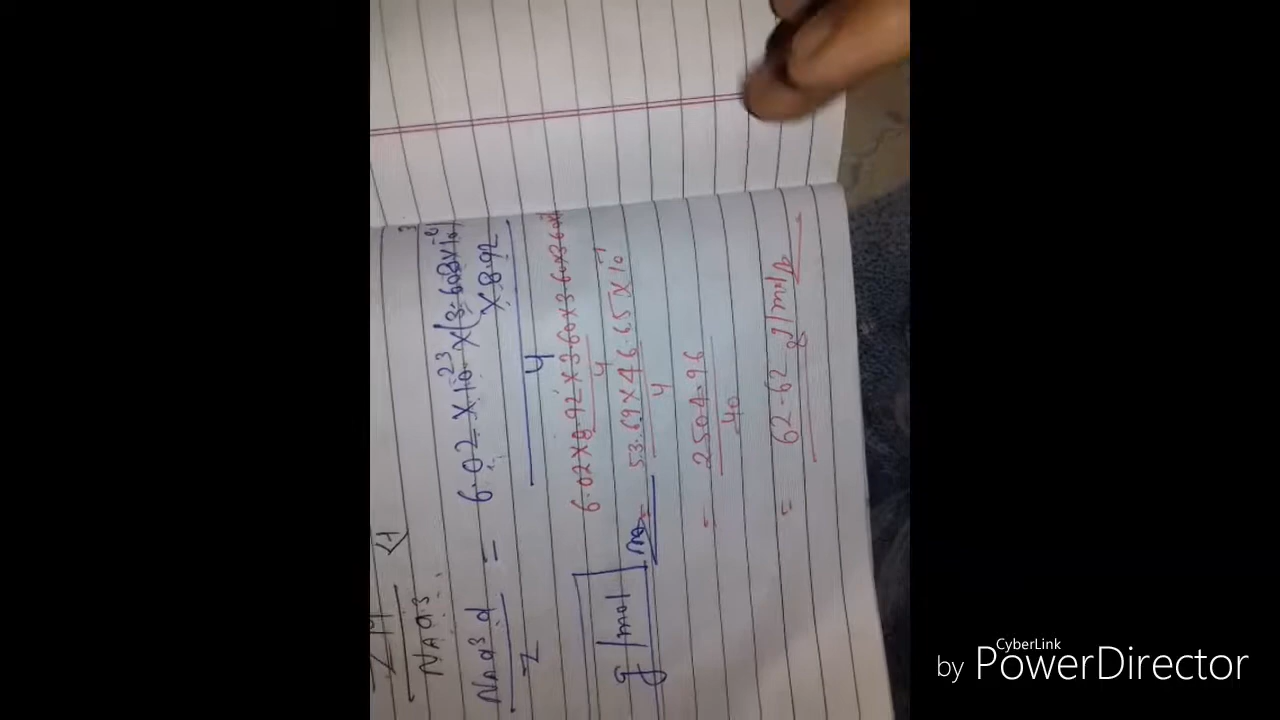 ZM
NAa³
NAa³d = 6.02×10²³×(3.608×10⁻⁸)³
×8.92
Z 4
6.02×8.92×3.60×3.60×3.60×10⁻¹
4
g/mol m = 53.69×46.65×10⁻¹
4
= 2504.96
40
= 62.62 g/mol
CyberLink
by PowerDirector